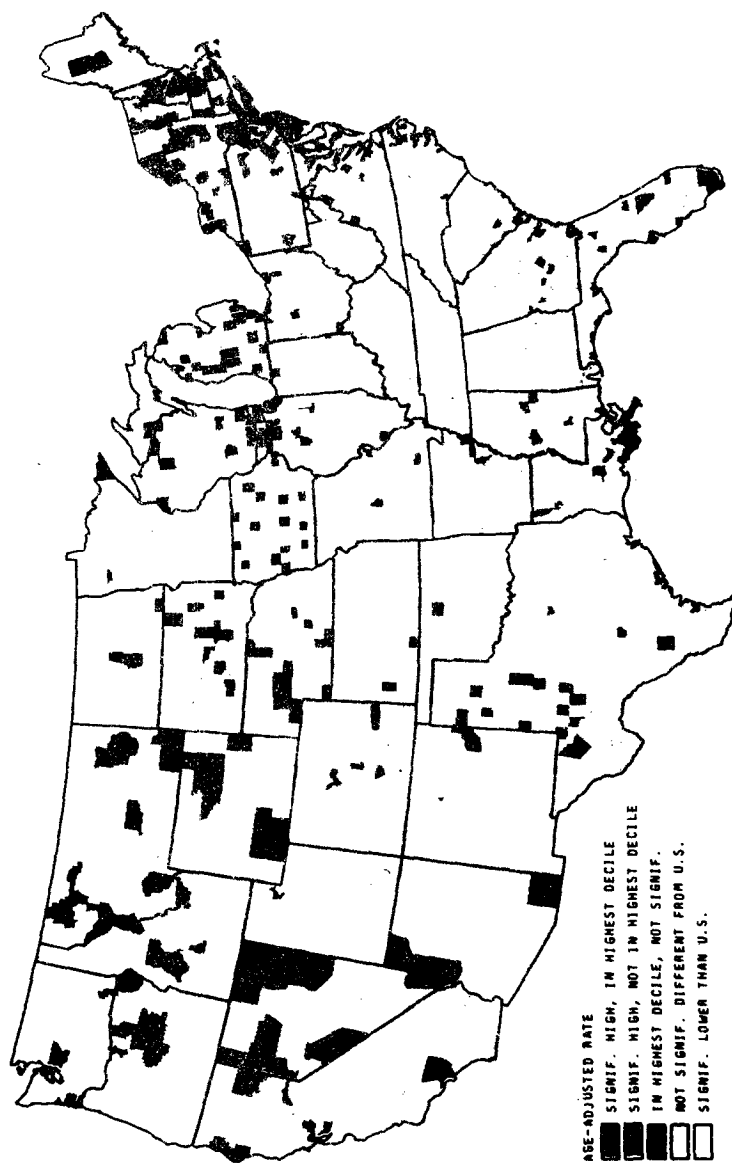 AGE-ADJUSTED RATE
SIGNIF. HIGH, IN HIGHEST DECILE
SIGNIF. HIGH, NOT IN HIGHEST DECILE
IN HIGHEST DECILE, NOT SIGNIF.
NOT SIGNIF. DIFFERENT FROM U.S.
SIGNIF. LOWER THAN U.S.